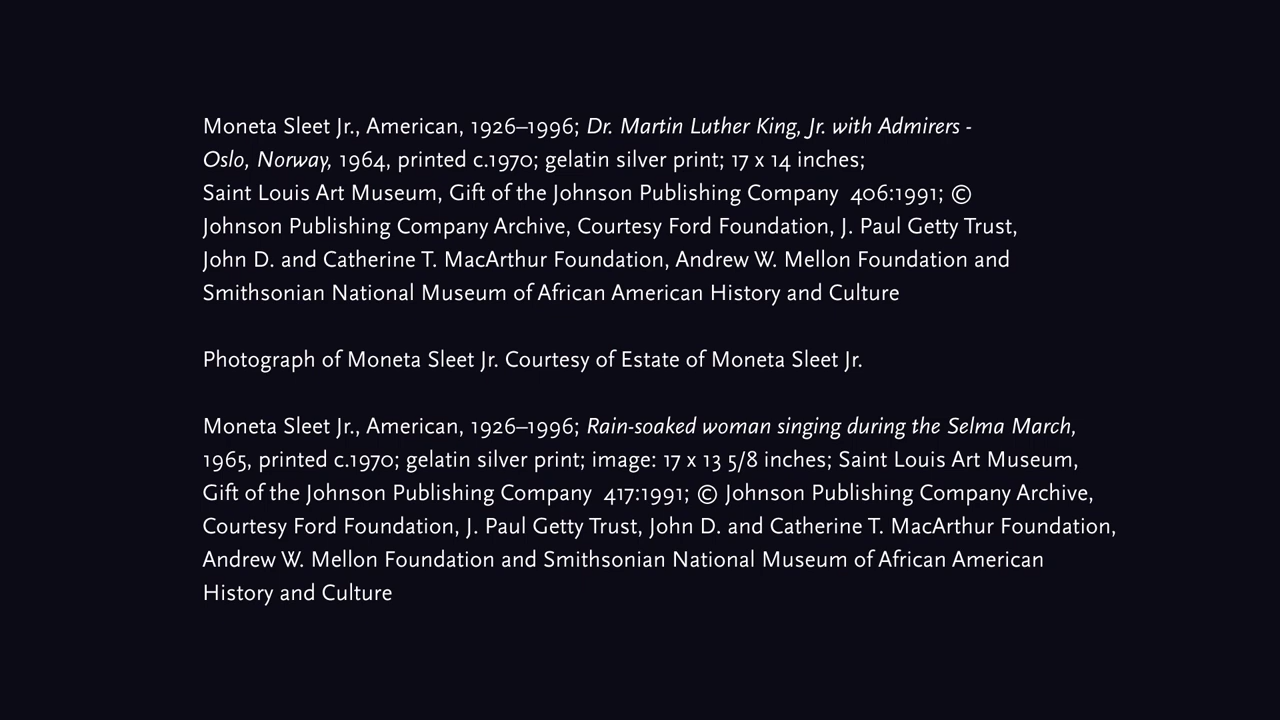 Moneta Sleet Jr., American, 1926–1996; Dr. Martin Luther King, Jr. with Admirers -
Oslo, Norway, 1964, printed c.1970; gelatin silver print; 17 x 14 inches;
Saint Louis Art Museum, Gift of the Johnson Publishing Company  406:1991; ©
Johnson Publishing Company Archive, Courtesy Ford Foundation, J. Paul Getty Trust,
John D. and Catherine T. MacArthur Foundation, Andrew W. Mellon Foundation and
Smithsonian National Museum of African American History and Culture
Photograph of Moneta Sleet Jr. Courtesy of Estate of Moneta Sleet Jr.
Moneta Sleet Jr., American, 1926–1996; Rain-soaked woman singing during the Selma March,
1965, printed c.1970; gelatin silver print; image: 17 x 13 5/8 inches; Saint Louis Art Museum,
Gift of the Johnson Publishing Company  417:1991; © Johnson Publishing Company Archive,
Courtesy Ford Foundation, J. Paul Getty Trust, John D. and Catherine T. MacArthur Foundation,
Andrew W. Mellon Foundation and Smithsonian National Museum of African American
History and Culture